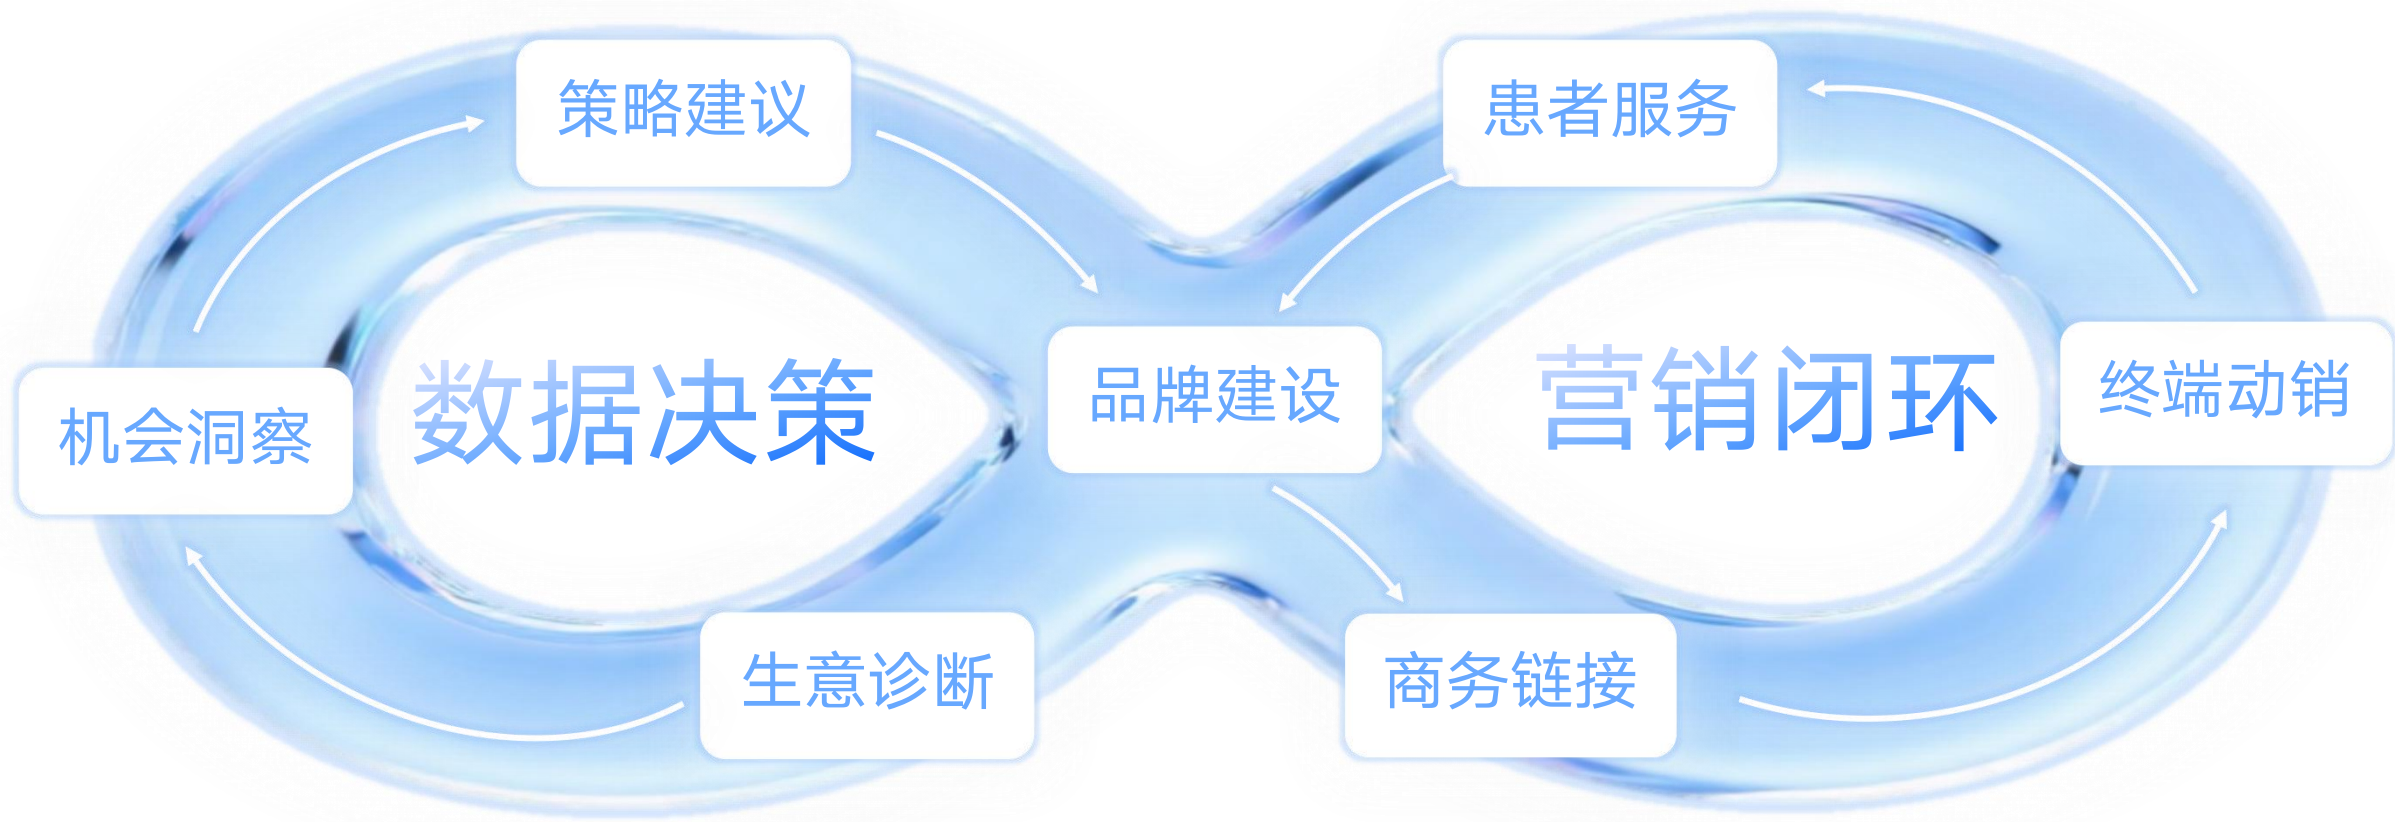 策略建议
患者服务
数据决策
营销闭环
机会洞察
品牌建设
终端动销
生意诊断
商务链接